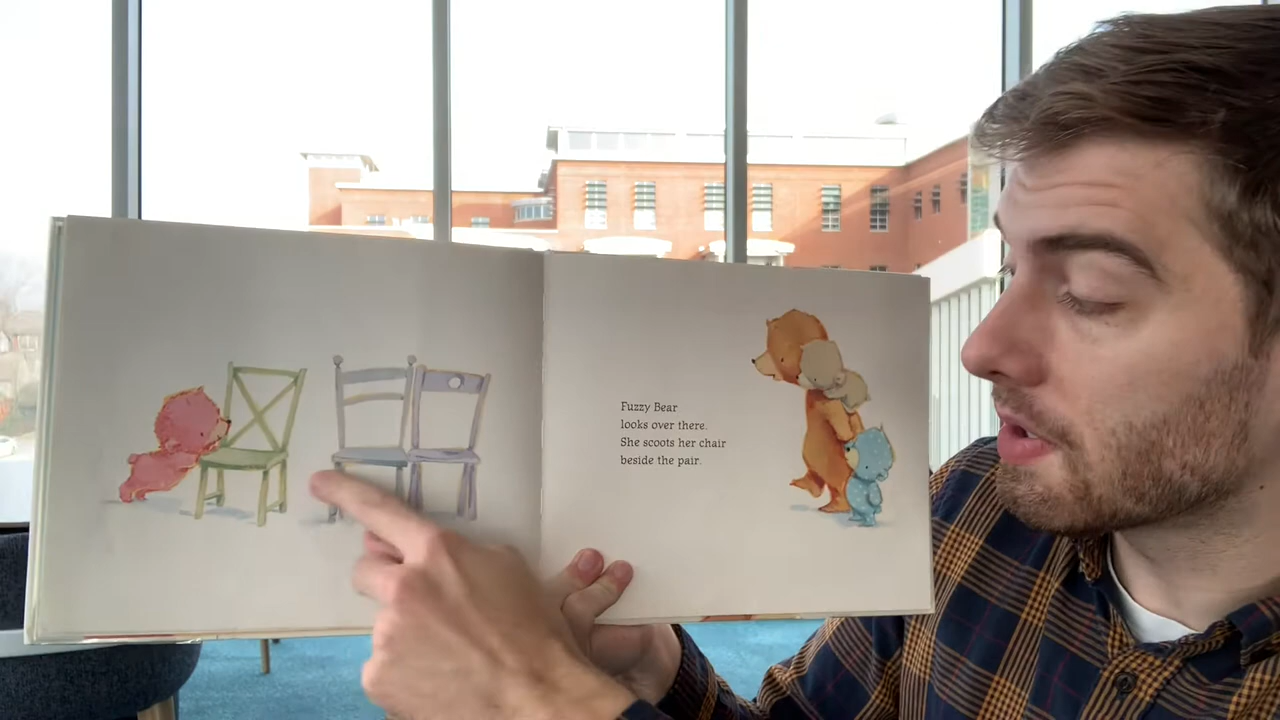 Fuzzy Bear
looks over there.
She scoots her chair
beside the pair.